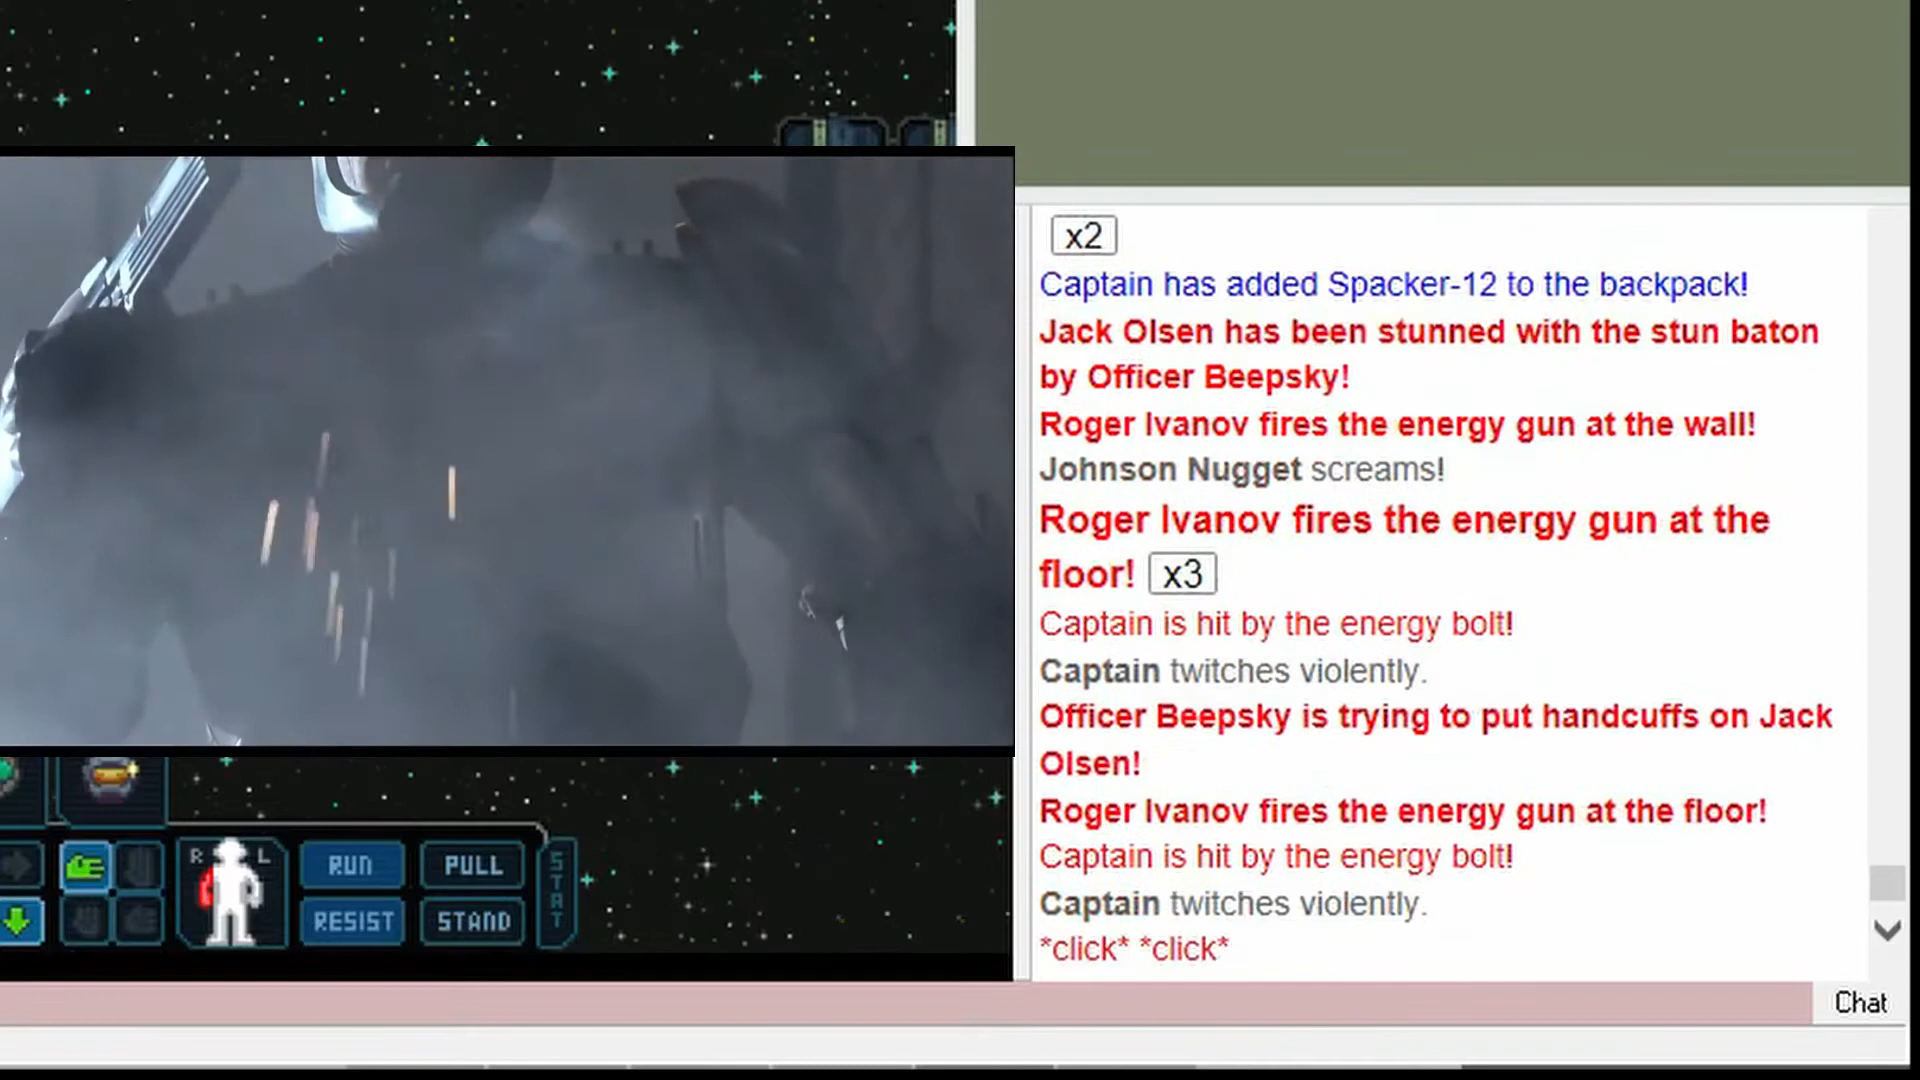 x2
Captain has added Spacker-12 to the backpack!
Jack Olsen has been stunned with the stun baton
by Officer Beepsky!
Roger Ivanov fires the energy gun at the wall!
Johnson Nugget screams!
Roger Ivanov fires the energy gun at the
floor! x3
Captain is hit by the energy bolt!
Captain twitches violently.
Officer Beepsky is trying to put handcuffs on Jack
Olsen!
Roger Ivanov fires the energy gun at the floor!
Captain is hit by the energy bolt!
Captain twitches violently.
*click* *click*
R L
RUN PULL
RESIST STAND
STAT
Chat